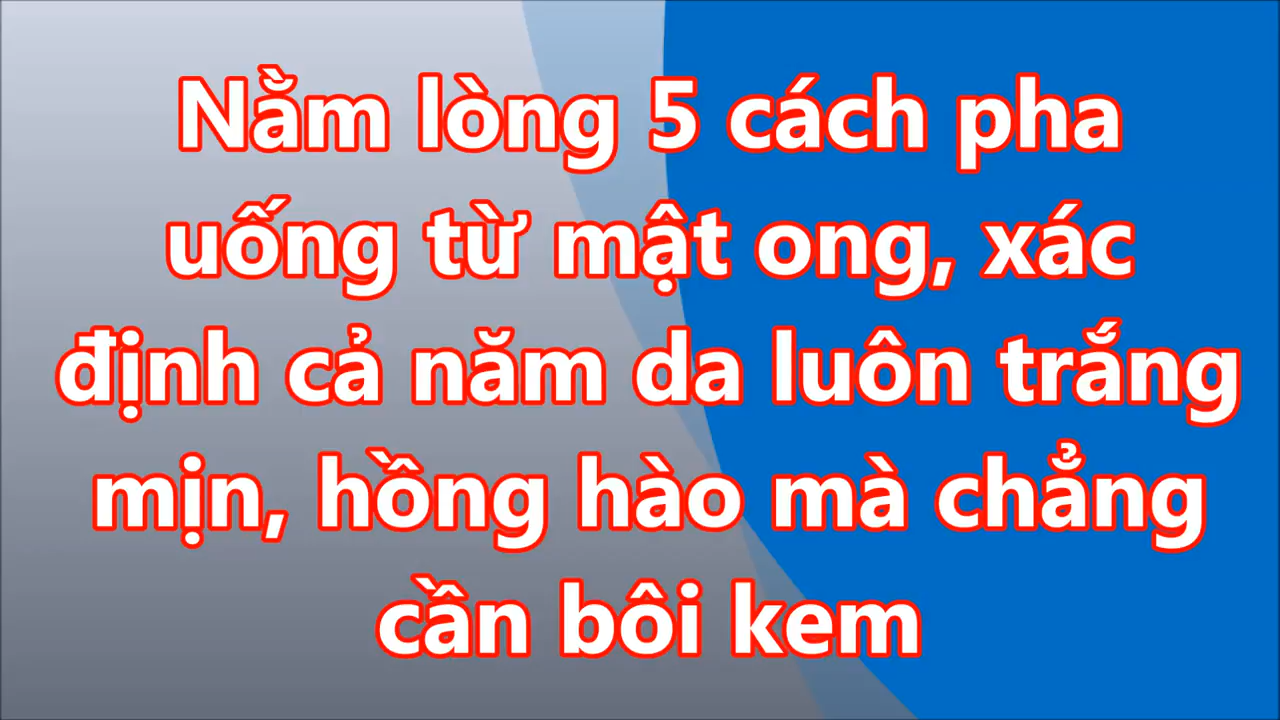 Nằm lòng 5 cách pha
uống từ mật ong, xác
định cả năm da luôn trắng
mịn, hồng hào mà chẳng
cần bôi kem